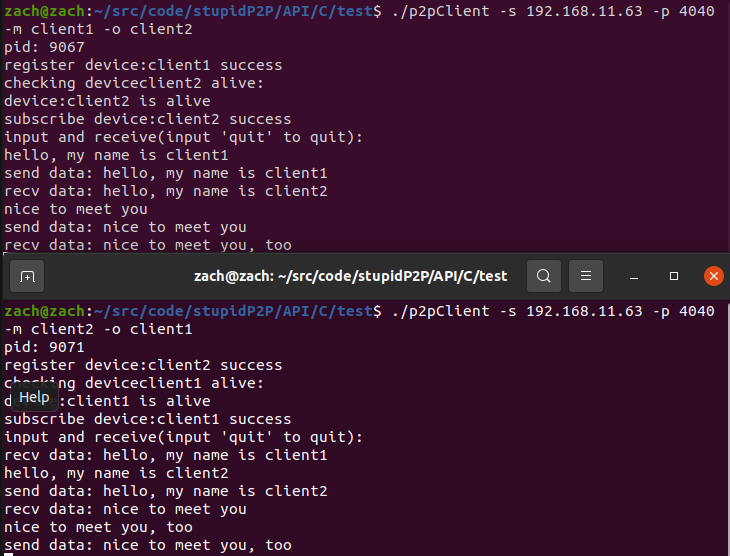 zach@zach:~/src/code/stupidP2P/API/C/test$ ./p2pClient -s 192.168.11.63 -p 4040
-m client1 -o client2
pid: 9067
register device:client1 success
checking deviceclient2 alive:
device:client2 is alive
subscribe device:client2 success
input and receive(input 'quit' to quit):
hello, my name is client1
send data: hello, my name is client1
recv data: hello, my name is client2
nice to meet you
send data: nice to meet you
recv data: nice to meet you, too
zach@zach: ~/src/code/stupidP2P/API/C/test
zach@zach:~/src/code/stupidP2P/API/C/test$ ./p2pClient -s 192.168.11.63 -p 4040
-m client2 -o client1
pid: 9071
register device:client2 success
checking deviceclient1 alive:
Help
:client1 is alive
subscribe device:client1 success
input and receive(input 'quit' to quit):
recv data: hello, my name is client1
hello, my name is client2
send data: hello, my name is client2
recv data: nice to meet you
nice to meet you, too
send data: nice to meet you, too